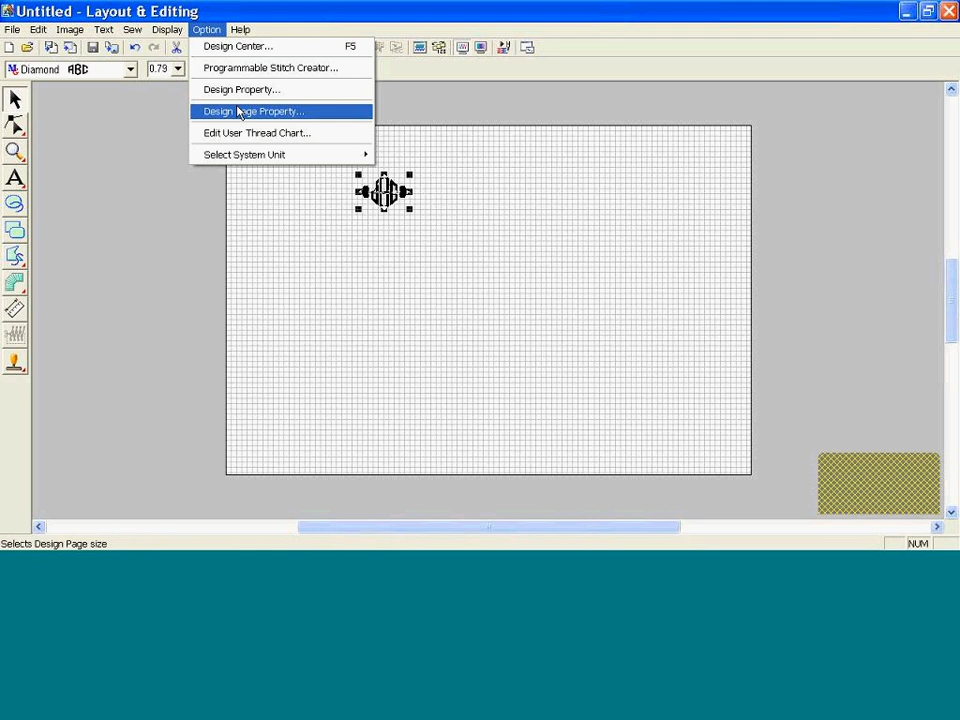 Untitled - Layout & Editing
File Edit Image Text Sew Display Option Help
Diamond ABC 0.79
Design Center... F5
Programmable Stitch Creator...
Design Property...
Design Page Property...
Edit User Thread Chart...
Select System Unit
A
Selects Design Page size
NUM